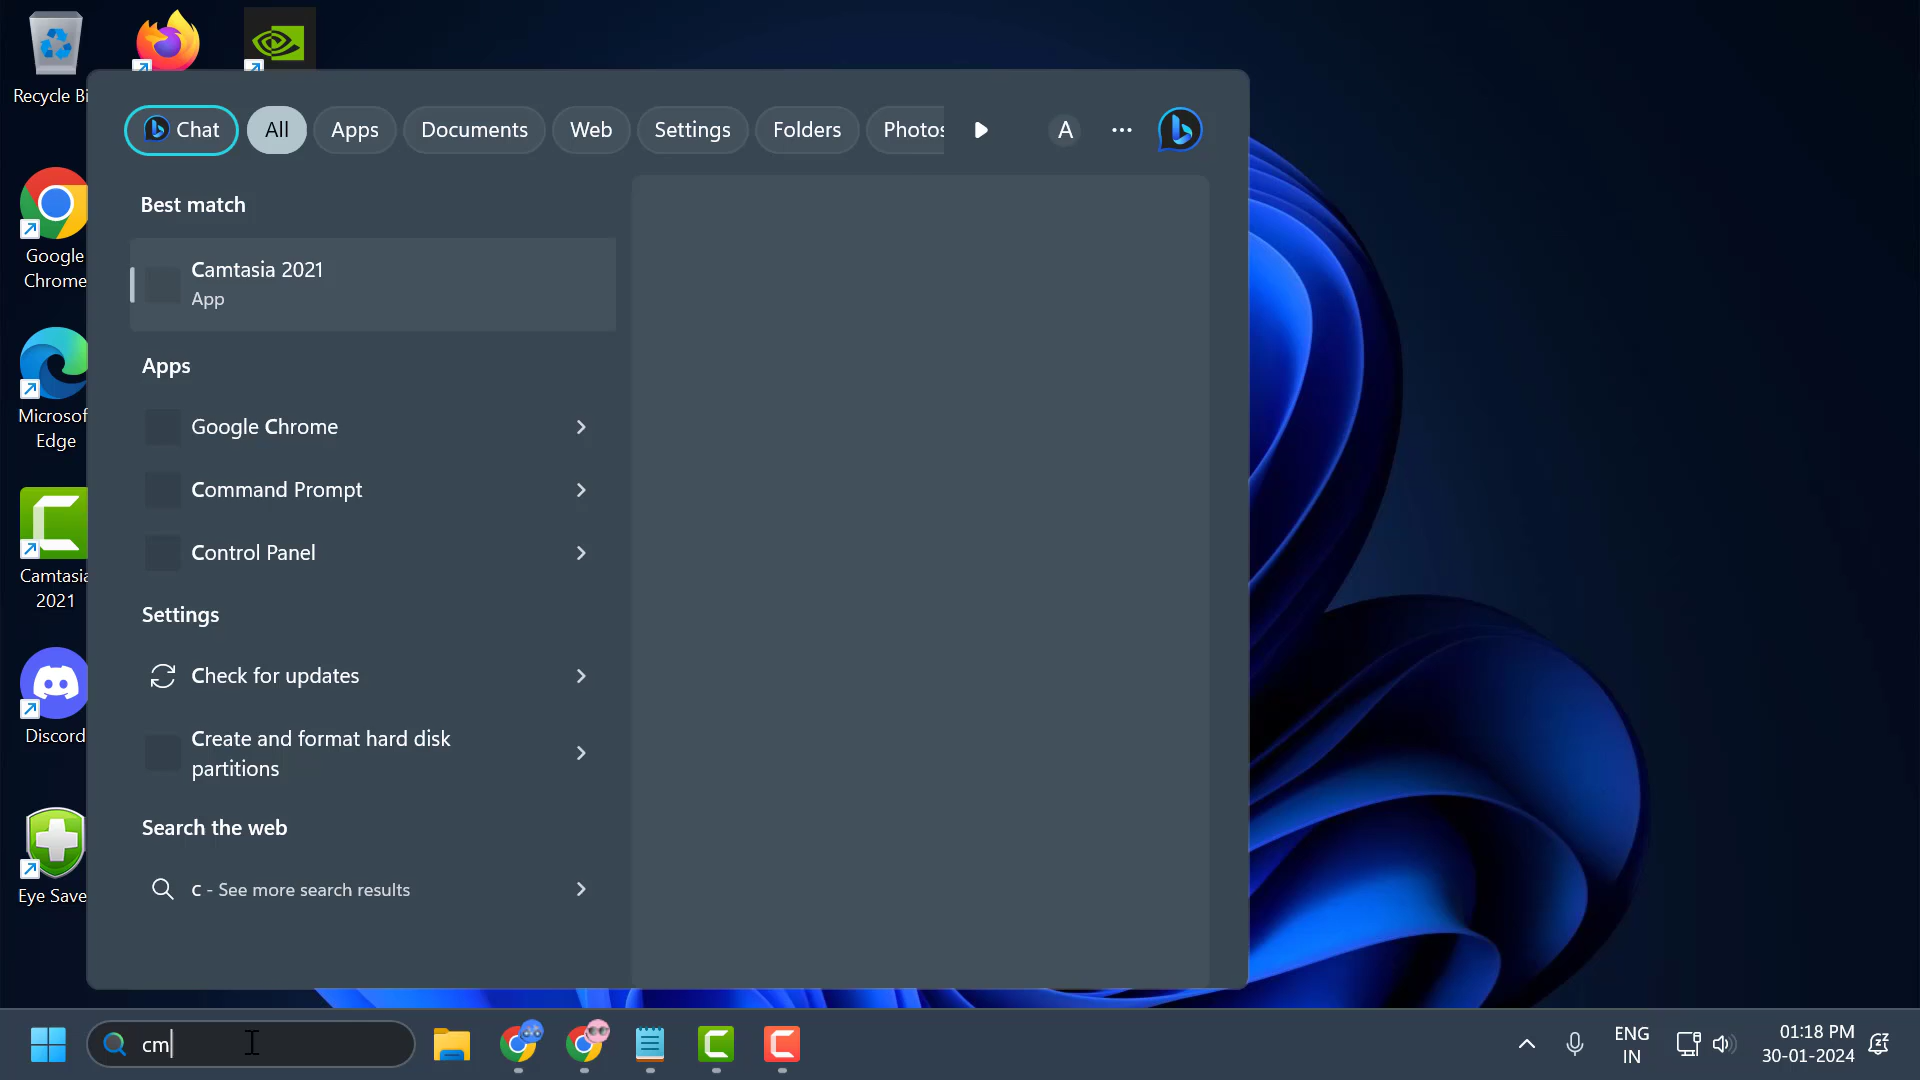 Recycle Bi
Chat
All
Apps
Documents
Web
Settings
Folders
Photos
A
Best match
Camtasia 2021
App
Apps
Google Chrome
Command Prompt
Control Panel
Settings
Check for updates
Create and format hard disk
partitions
Search the web
c - See more search results
Google
Chrome
Microsof
Edge
Camtasia
2021
Discord
Eye Save
cm
ENG
IN
01:18 PM
30-01-2024